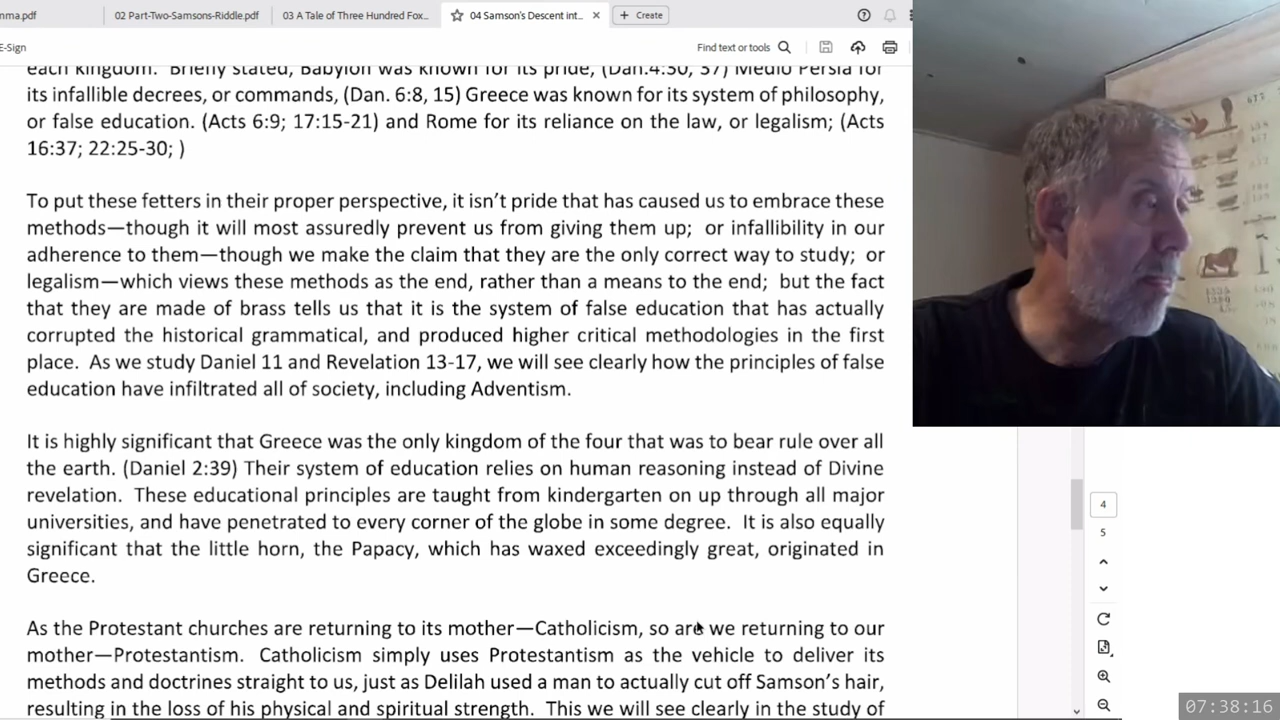 mma.pdf
02 Part-Two-Samsons-Riddle.pdf
03 A Tale of Three Hundred Fox...
04 Samson's Descent int...
Create
E-Sign
Find text or tools
each kingdom. Briefly stated, Babylon was known for its pride, (Dan.4:30, 37) Medio Persia for
its infallible decrees, or commands, (Dan. 6:8, 15) Greece was known for its system of philosophy,
or false education. (Acts 6:9; 17:15-21) and Rome for its reliance on the law, or legalism; (Acts
16:37; 22:25-30; )
To put these fetters in their proper perspective, it isn't pride that has caused us to embrace these
methods—though it will most assuredly prevent us from giving them up; or infallibility in our
adherence to them—though we make the claim that they are the only correct way to study; or
legalism—which views these methods as the end, rather than a means to the end; but the fact
that they are made of brass tells us that it is the system of false education that has actually
corrupted the historical grammatical, and produced higher critical methodologies in the first
place. As we study Daniel 11 and Revelation 13-17, we will see clearly how the principles of false
education have infiltrated all of society, including Adventism.
It is highly significant that Greece was the only kingdom of the four that was to bear rule over all
the earth. (Daniel 2:39) Their system of education relies on human reasoning instead of Divine
revelation. These educational principles are taught from kindergarten on up through all major
universities, and have penetrated to every corner of the globe in some degree. It is also equally
significant that the little horn, the Papacy, which has waxed exceedingly great, originated in
Greece.
As the Protestant churches are returning to its mother—Catholicism, so are we returning to our
mother—Protestantism. Catholicism simply uses Protestantism as the vehicle to deliver its
methods and doctrines straight to us, just as Delilah used a man to actually cut off Samson's hair,
resulting in the loss of his physical and spiritual strength. This we will see clearly in the study of
4
5
07:38:16